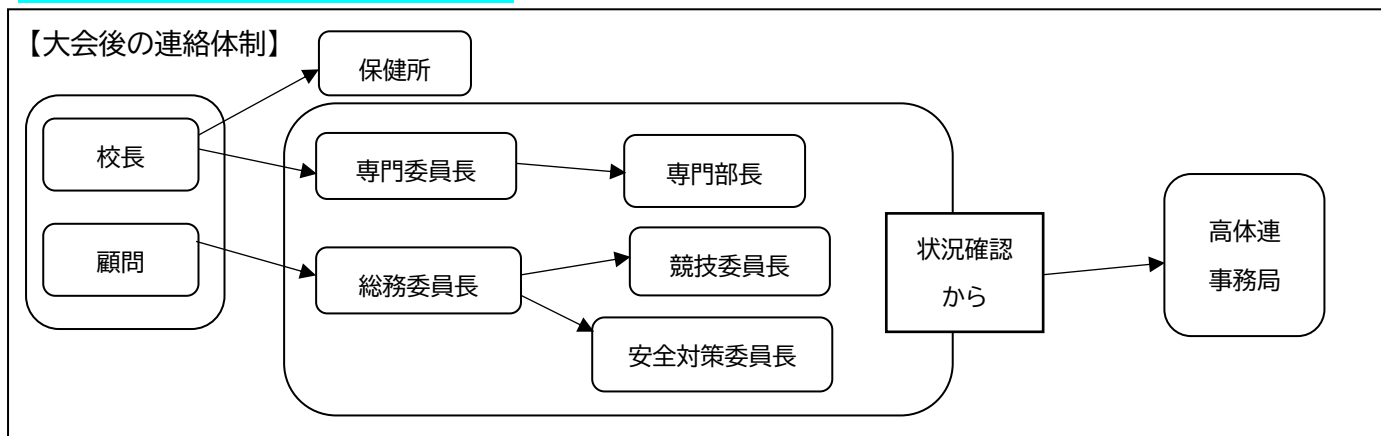 【大会後の連絡体制】
保健所
校長
専門委員長
専門部長
顧問
総務委員長
競技委員長
安全対策委員長
状況確認
から
高体連
事務局